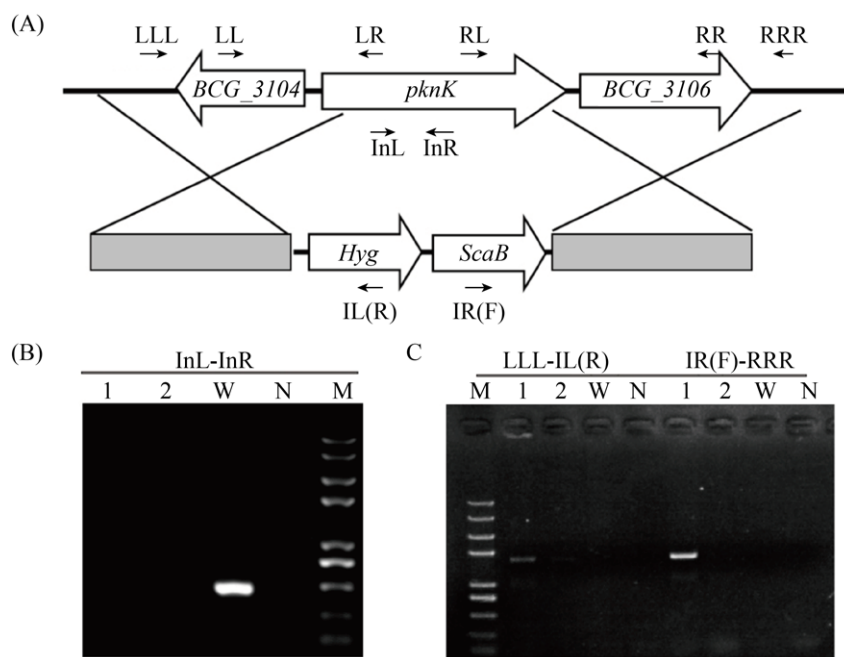 (A)
LLL LL LR RL RR RRR
BCG_3104 pknK BCG_3106
InL InR
Hyg ScaB
IL(R) IR(F)
(B) InL-InR
1 2 W N M
C LLL-IL(R) IR(F)-RRR
M 1 2 W N 1 2 W N